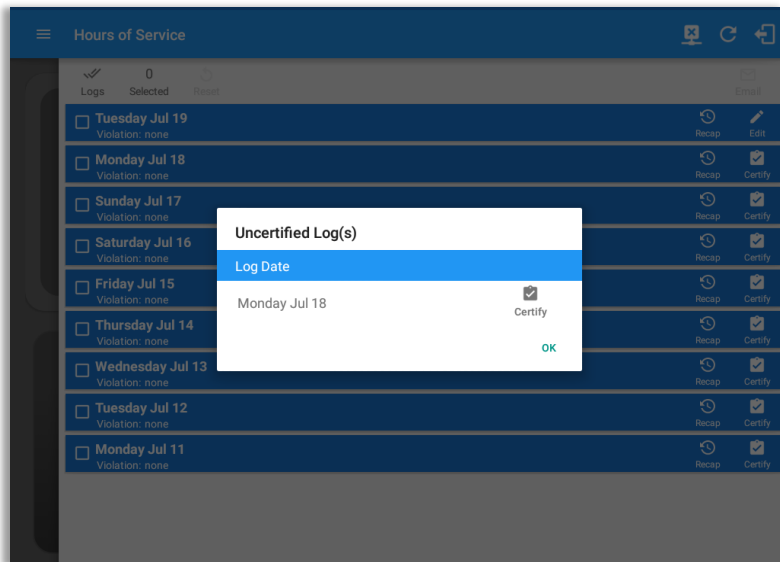 Hours of Service
0
Logs Selected Reset Email
Tuesday Jul 19
Violation: none
Recap Edit
Monday Jul 18
Violation: none
Recap Certify
Sunday Jul 17
Violation: none
Recap Certify
Saturday Jul 16
Violation: none
Recap Certify
Friday Jul 15
Violation: none
Recap Certify
Thursday Jul 14
Violation: none
Recap Certify
Wednesday Jul 13
Violation: none
Recap Certify
Tuesday Jul 12
Violation: none
Recap Certify
Monday Jul 11
Violation: none
Recap Certify
Uncertified Log(s)
Log Date
Monday Jul 18
Certify
OK